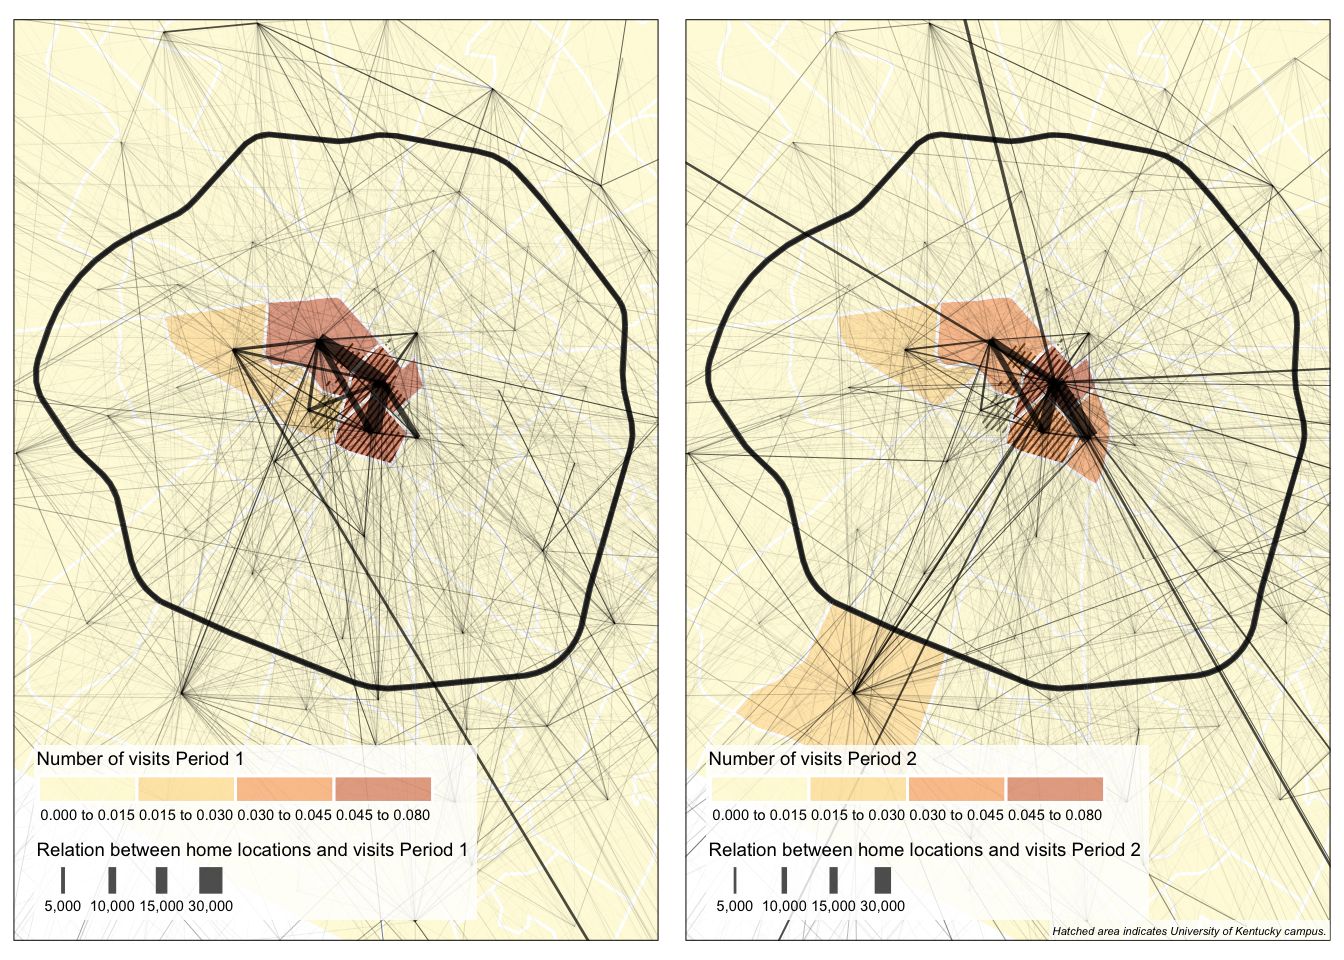 Number of visits Period 1
0.000 to 0.015 0.015 to 0.030 0.030 to 0.045 0.045 to 0.080
Relation between home locations and visits Period 1
5,000 10,000 15,000 30,000
Number of visits Period 2
0.000 to 0.015 0.015 to 0.030 0.030 to 0.045 0.045 to 0.080
Relation between home locations and visits Period 2
5,000 10,000 15,000 30,000
Hatched area indicates University of Kentucky campus.